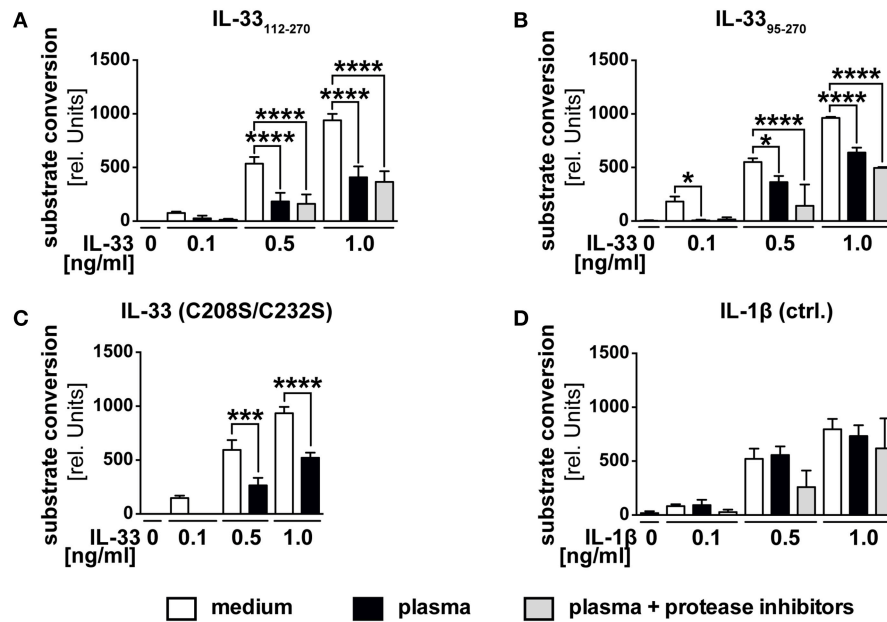 A
IL-33112-270
substrate conversion
[rel. Units]
1500
1000
500
0
****
****
****
****
IL-33 0 0.1 0.5 1.0
[ng/ml]
B
IL-3395-270
substrate conversion
[rel. Units]
1500
1000
500
0
*
****
*
****
****
IL-33 0 0.1 0.5 1.0
[ng/ml]
C
IL-33 (C208S/C232S)
substrate conversion
[rel. Units]
1500
1000
500
0
***
****
IL-33 0 0.1 0.5 1.0
[ng/ml]
D
IL-1β (ctrl.)
substrate conversion
[rel. Units]
1500
1000
500
0
IL-1β 0 0.1 0.5 1.0
[ng/ml]
medium plasma plasma + protease inhibitors